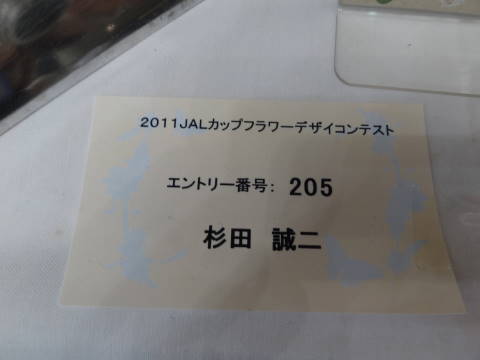 2011JALカップフラワーデザイコンテスト
エントリー番号: 205
杉田 誠二